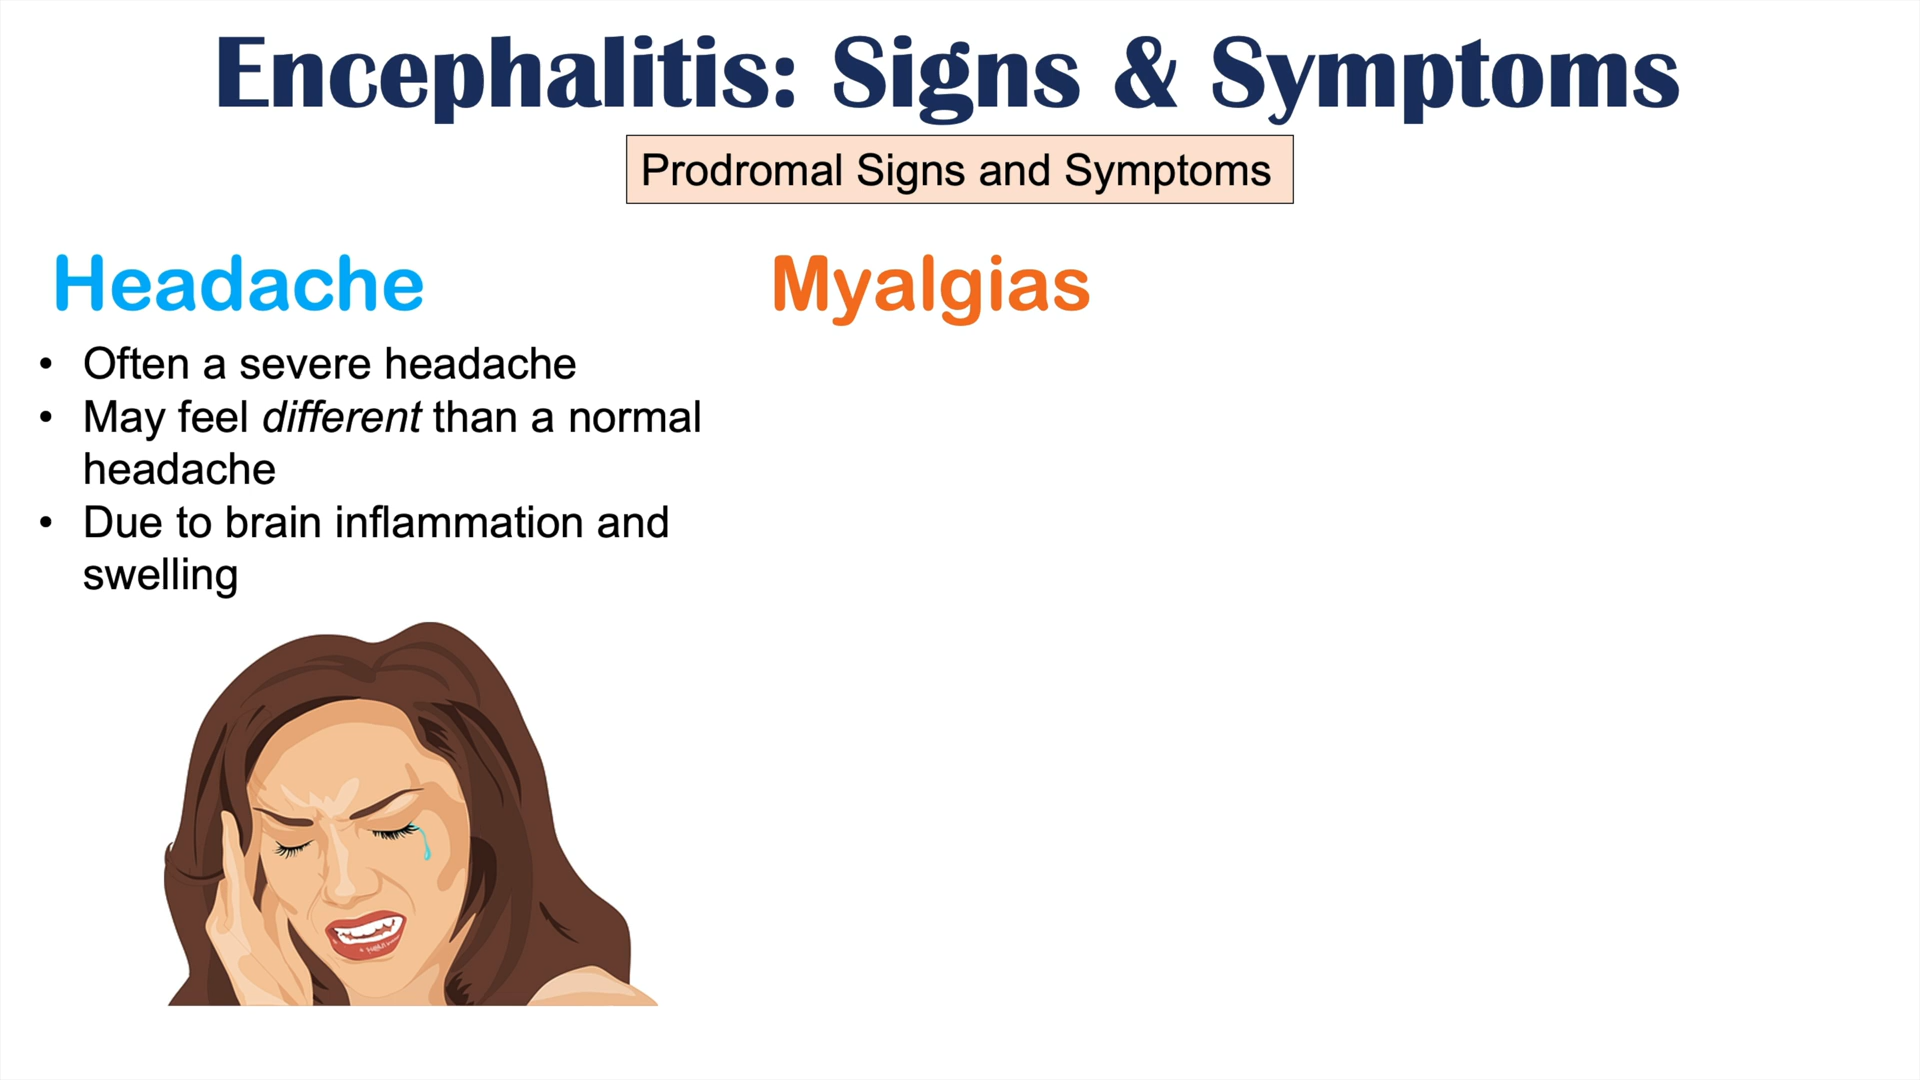 Encephalitis: Signs & Symptoms
Prodromal Signs and Symptoms
Headache
• Often a severe headache
• May feel different than a normal
headache
• Due to brain inflammation and
swelling
Myalgias